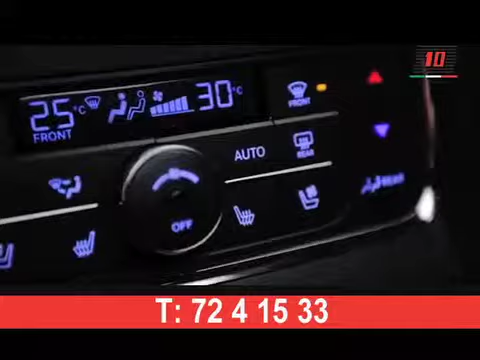 10
25°C 30°C
FRONT
FRONT
AUTO
REAR
REAR
OFF
T: 72 4 15 33